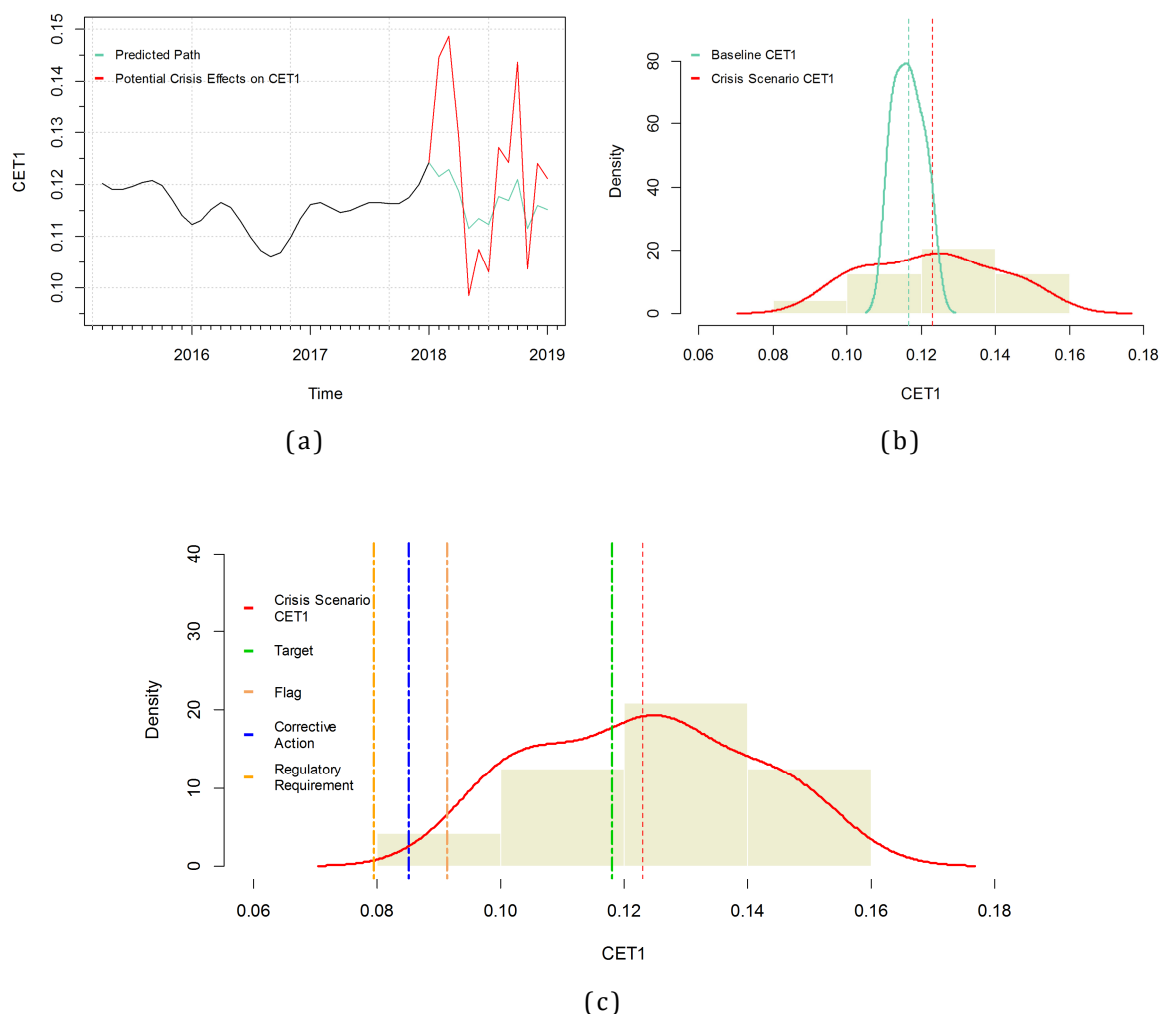 0.15
0.14
0.13
0.12
0.11
0.10
CET1
Predicted Path
Potential Crisis Effects on CET1
2016
2017
2018
2019
Time
(a)
80
60
40
20
0
Density
Baseline CET1
Crisis Scenario CET1
0.06
0.08
0.10
0.12
0.14
0.16
0.18
CET1
(b)
40
30
20
10
0
Density
Crisis Scenario
CET1
Target
Flag
Corrective
Action
Regulatory
Requirement
0.06
0.08
0.10
0.12
0.14
0.16
0.18
CET1
(c)